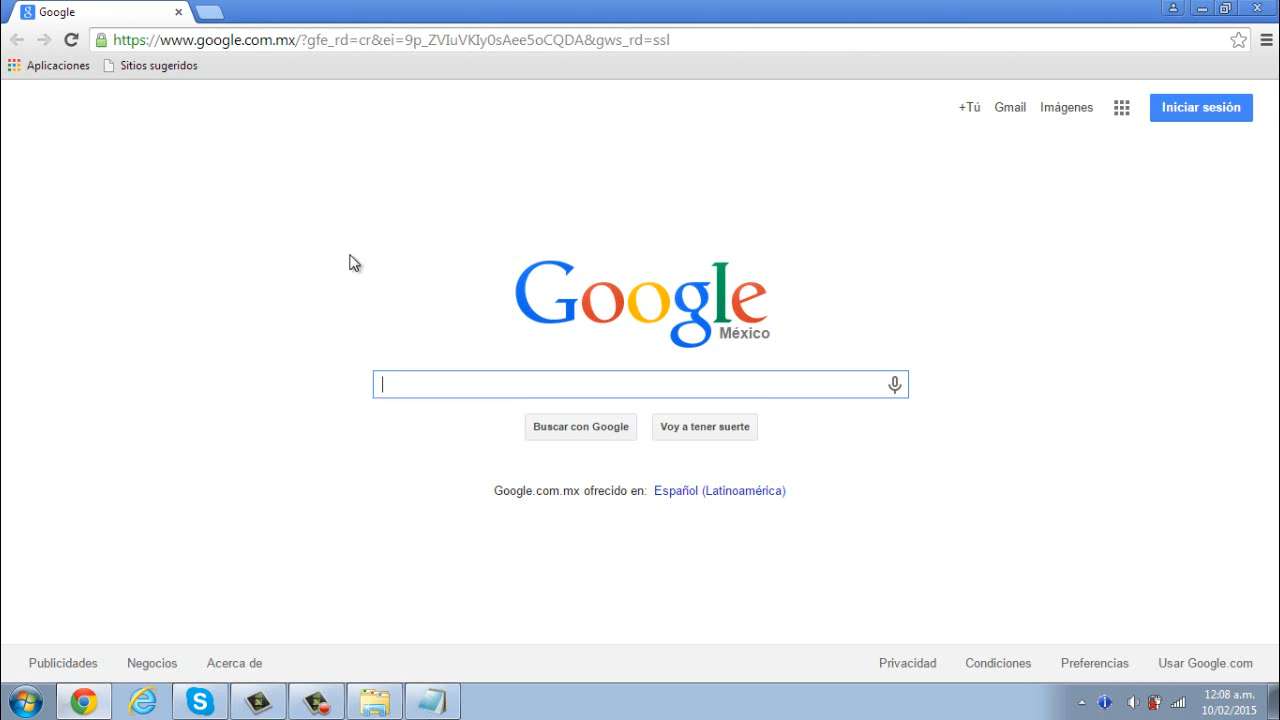 Google
https://www.google.com.mx/?gfe_rd=cr&ei=9p_ZVIuVKIy0sAee5oCQDA&gws_rd=ssl
Aplicaciones Sitios sugeridos
+Tú Gmail Imágenes Iniciar sesión
Google
México
Buscar con Google Voy a tener suerte
Google.com.mx ofrecido en: Español (Latinoamérica)
Publicidades Negocios Acerca de Privacidad Condiciones Preferencias Usar Google.com
12:08 a.m.
10/02/2015